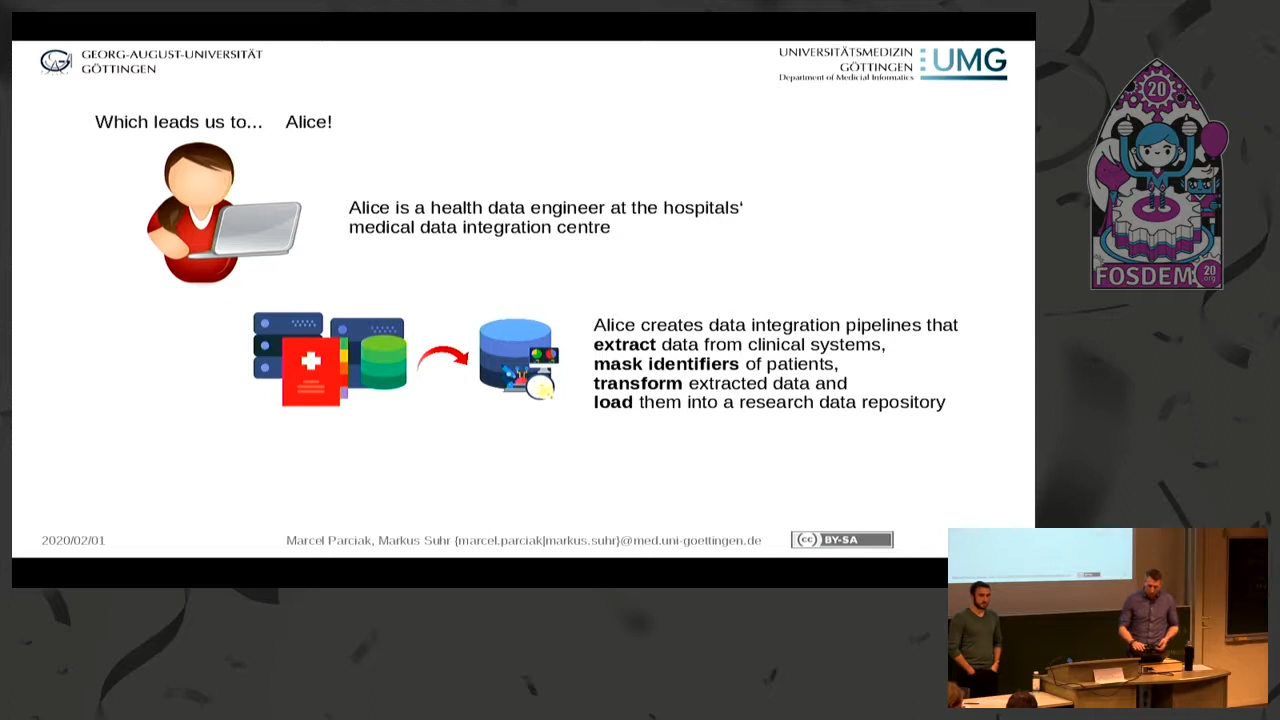 GEORG-AUGUST-UNIVERSITÄT
GÖTTINGEN
UNIVERSITÄTSMEDIZIN
GÖTTINGEN
UMG
Department of Medicial Informatics
Which leads us to... Alice!
Alice is a health data engineer at the hospitals‘
medical data integration centre
Alice creates data integration pipelines that
extract data from clinical systems,
mask identifiers of patients,
transform extracted data and
load them into a research data repository
2020/02/01
Marcel Parciak, Markus Suhr {marcel.parciak|markus.suhr}@med.uni-goettingen.de
cc BY-SA
20
FOSDEM 20
.org